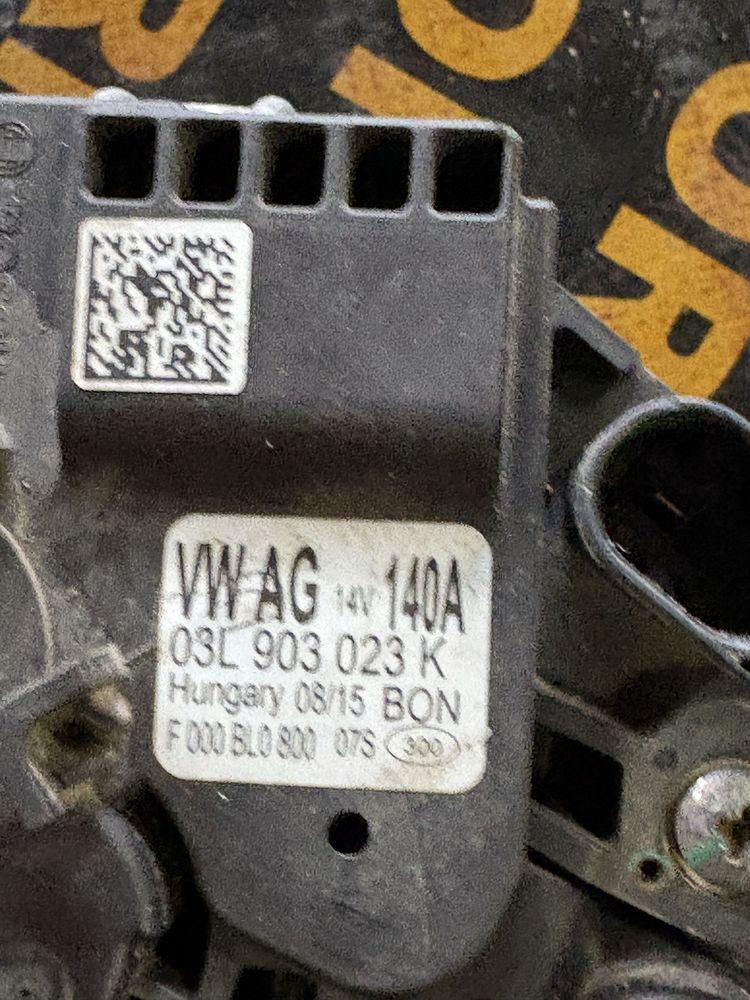 VW AG 14V 140A
03L 903 023 K
Hungary 08/15 BON
F 000 BL0 800 07S 300